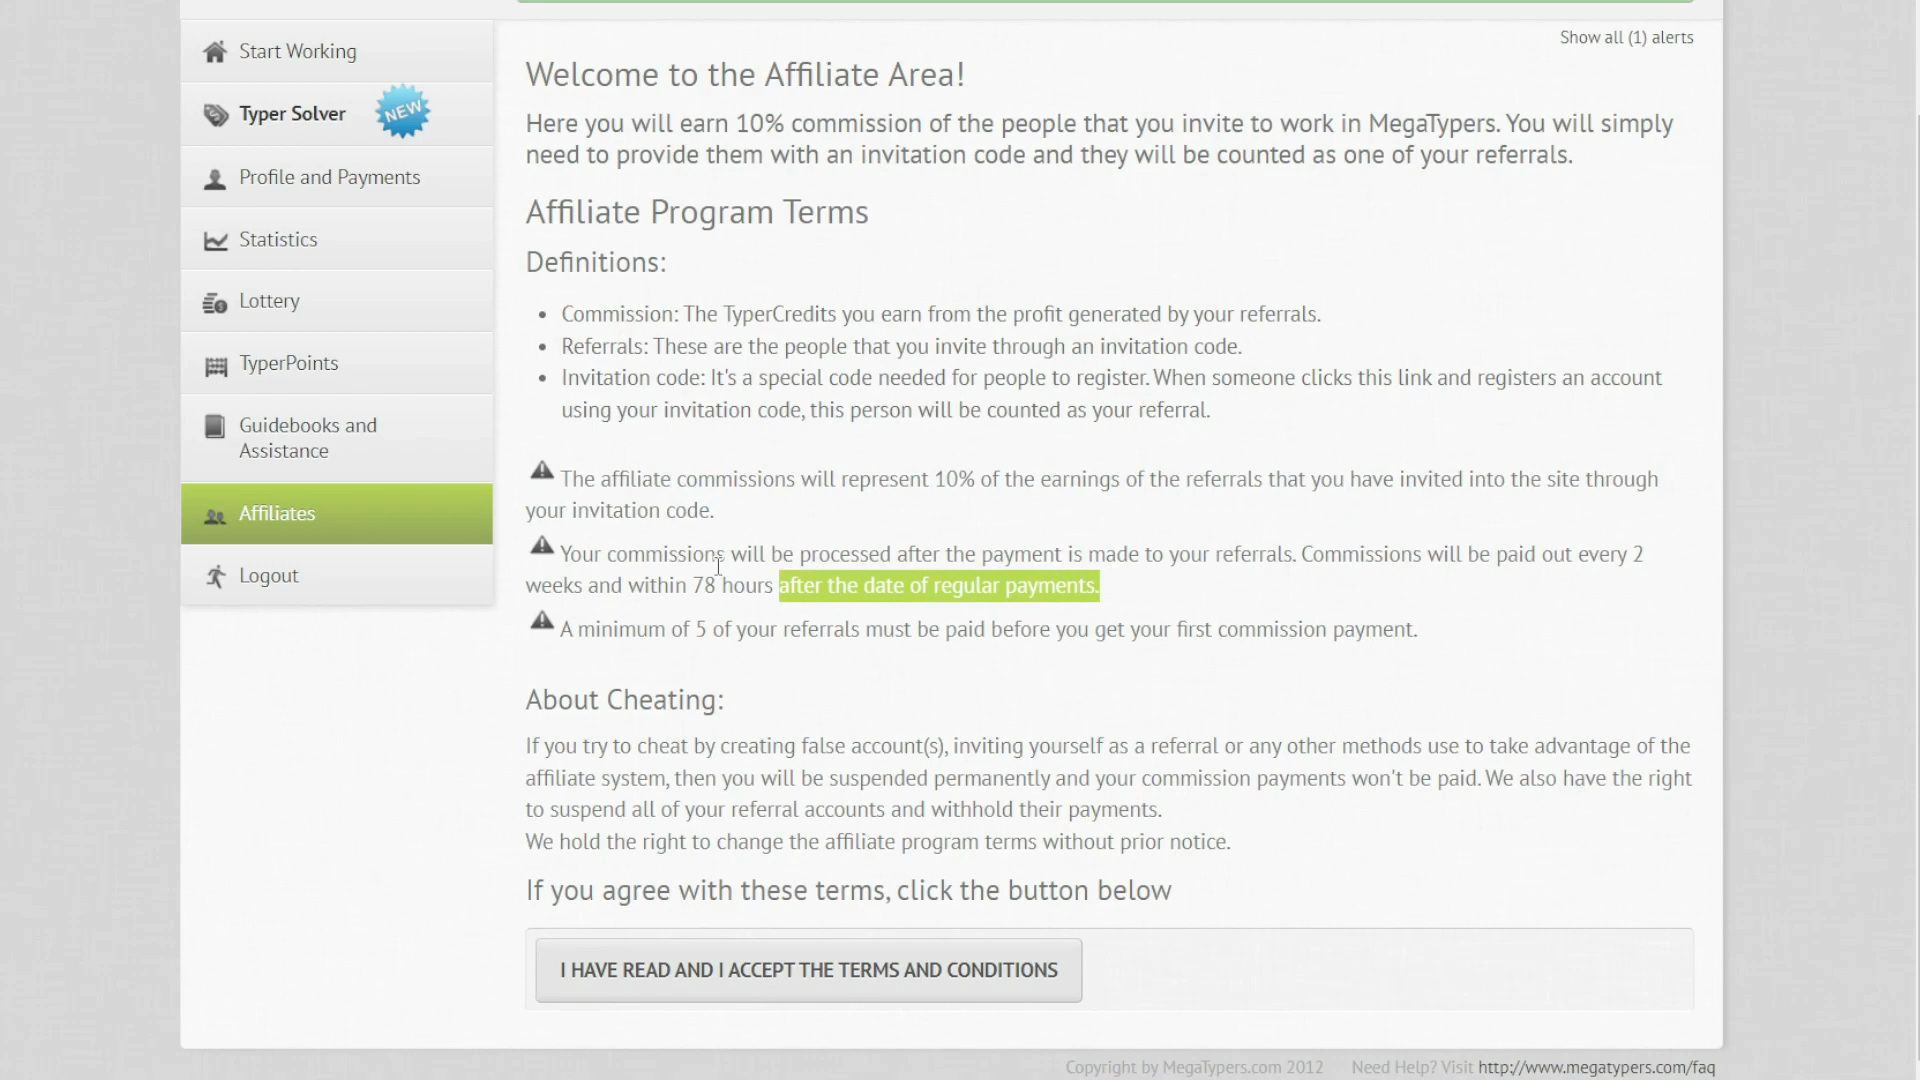 Start Working
Typer Solver
NEW
Profile and Payments
Statistics
Lottery
TyperPoints
Guidebooks and
Assistance
Affiliates
Logout
Show all (1) alerts
Welcome to the Affiliate Area!
Here you will earn 10% commission of the people that you invite to work in MegaTypers. You will simply
need to provide them with an invitation code and they will be counted as one of your referrals.
Affiliate Program Terms
Definitions:
• Commission: The TyperCredits you earn from the profit generated by your referrals.
• Referrals: These are the people that you invite through an invitation code.
• Invitation code: It's a special code needed for people to register. When someone clicks this link and registers an account
using your invitation code, this person will be counted as your referral.
The affiliate commissions will represent 10% of the earnings of the referrals that you have invited into the site through
your invitation code.
Your commissions will be processed after the payment is made to your referrals. Commissions will be paid out every 2
weeks and within 78 hours after the date of regular payments.
A minimum of 5 of your referrals must be paid before you get your first commission payment.
About Cheating:
If you try to cheat by creating false account(s), inviting yourself as a referral or any other methods use to take advantage of the
affiliate system, then you will be suspended permanently and your commission payments won't be paid. We also have the right
to suspend all of your referral accounts and withhold their payments.
We hold the right to change the affiliate program terms without prior notice.
If you agree with these terms, click the button below
I HAVE READ AND I ACCEPT THE TERMS AND CONDITIONS
Copyright by MegaTypers.com 2012 Need Help? Visit http://www.megatypers.com/faq